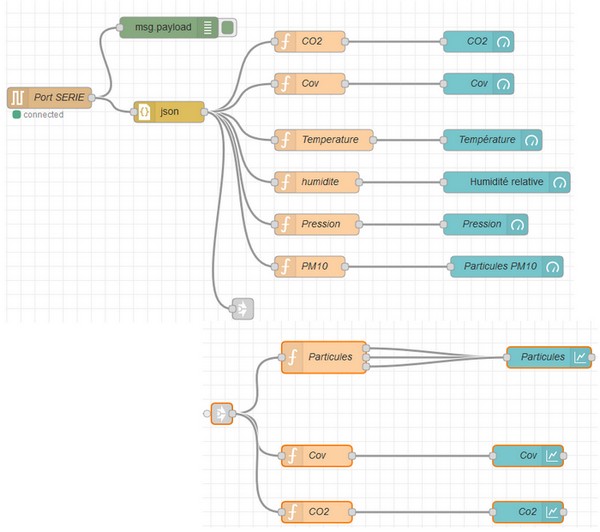 msg.payload
Port SERIE
connected
json
CO2
CO2
Cov
Cov
Temperature
Température
humidite
Humidité relative
Pression
Pression
PM10
Particules PM10
Particules
Particules
Cov
Cov
CO2
Co2